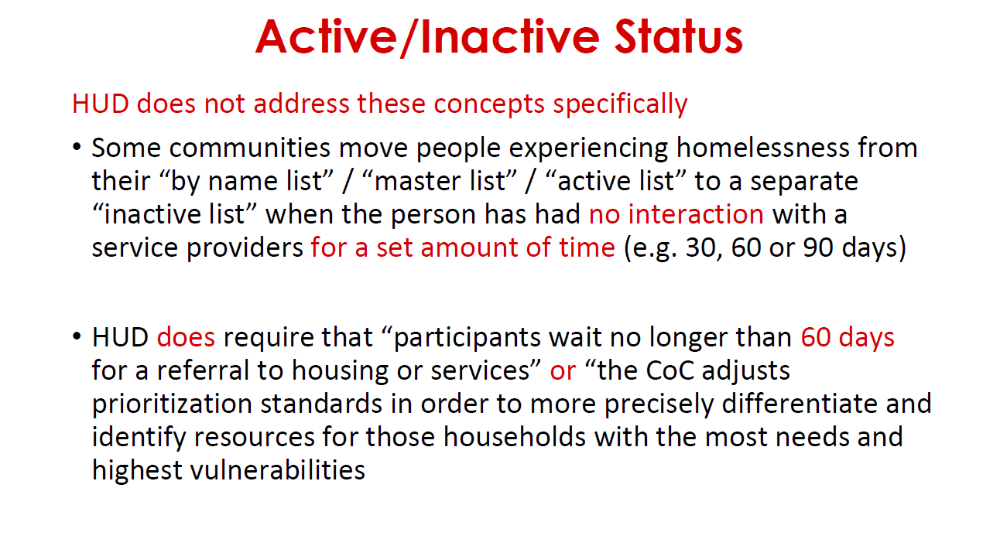 Active/Inactive Status
HUD does not address these concepts specifically
• Some communities move people experiencing homelessness from
their “by name list” / “master list” / “active list” to a separate
“inactive list” when the person has had no interaction with a
service providers for a set amount of time (e.g. 30, 60 or 90 days)
• HUD does require that “participants wait no longer than 60 days
for a referral to housing or services” or “the CoC adjusts
prioritization standards in order to more precisely differentiate and
identify resources for those households with the most needs and
highest vulnerabilities